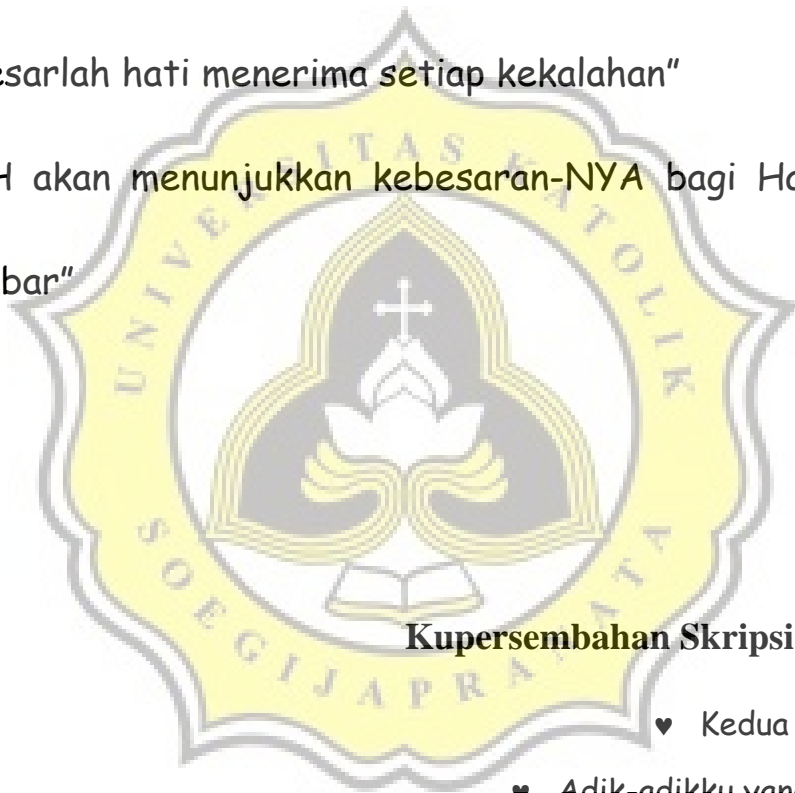 esarlah hati menerima setiap kekalahan”
H akan menunjukkan kebesaran-NYA bagi Ha
bar”
UNIVERSITAS KATOLIK
SOEGIJAPRANATA
Kupersembahan Skripsi
♥ Kedua
♥ Adik-adikku yang